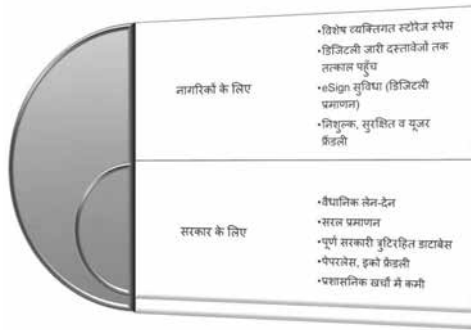 •विशेष व्यक्तिगत स्टोरेज स्पेस
•डिजिटली जारी दस्तावेजों तक
तत्काल पहुँच
•eSign सुविधा (डिजिटली
प्रमाणन)
•निशुल्क, सुरक्षित व यूजर
फ्रैंडली
नागरिकों के लिए
•वैधानिक लेन-देन
•सरल प्रमाणन
•पूर्ण सरकारी त्रुटिरहित डाटाबेस
•पेपरलेस, इको फ्रैंडली
•प्रशासनिक खर्चों में कमी
सरकार के लिए